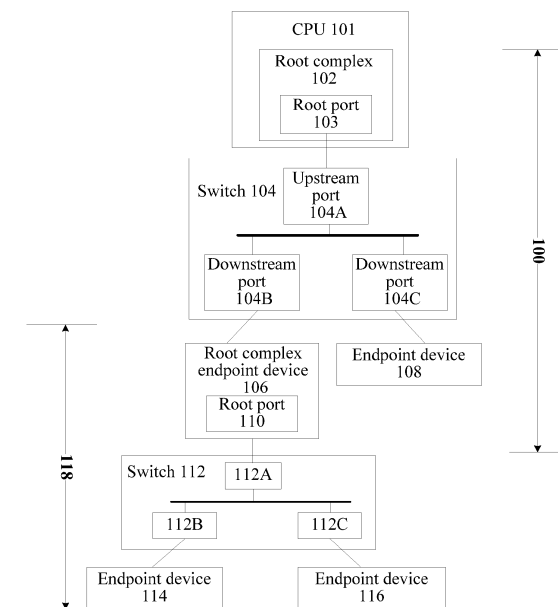 CPU 101
Root complex
102
Root port
103
Switch 104
Upstream
port
104A
100
Downstream
port
104B
Downstream
port
104C
Root complex
endpoint device
106
Root port
110
Endpoint device
108
118
Switch 112
112A
112B
112C
Endpoint device
114
Endpoint device
116